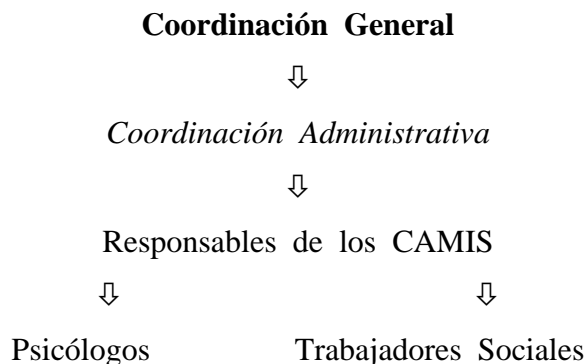 Coordinación General
⇩
Coordinación Administrativa
⇩
Responsables de los CAMIS
⇩ ⇩
Psicólogos Trabajadores Sociales